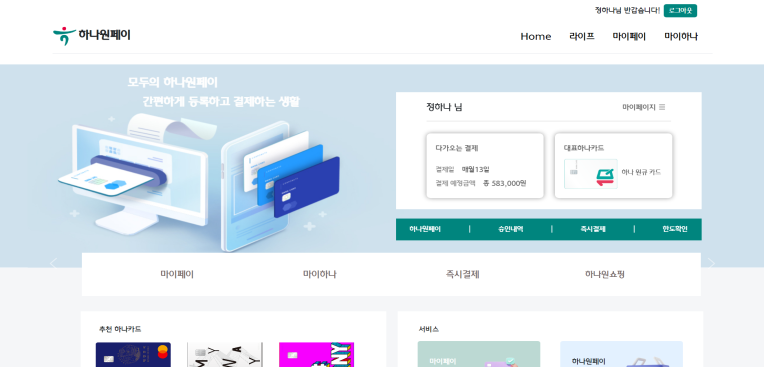 정하나님 반갑습니다! 로그아웃
하나원페이
Home 라이프 마이페이 마이하나
모두의 하나원페이
간편하게 등록하고 결제하는 생활
정하나 님
마이페이지
다가오는 결제
결제일 매월13일
결제 예정금액 총 583,000원
대표하나카드
하나 원큐 카드
하나원페이 | 승인내역 | 즉시결제 | 한도확인
마이페이 마이하나 즉시결제 하나원쇼핑
추천 하나카드
서비스
마이페이
하나원페이